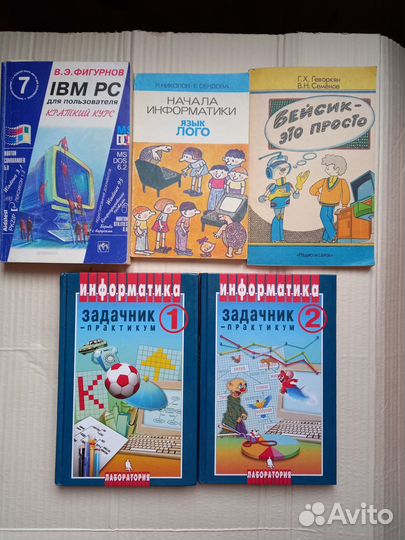 7
В.Э.ФИГУРНОВ
IBM PC
для пользователя
КРАТКИЙ КУРС
NORTON
COMMANDER
5.0
MS
DOS
6.2
NORTON
Р.НИКОЛОВ·Е.СЕНДОВА
НАЧАЛА
ИНФОРМАТИКИ
ЯЗЫК
ЛОГО
Г.Х. Геворкян
В.Н. Семёнов
БЕЙСИК-
ЭТО ПРОСТО
«Радио и связь»
информатика
ЗАДАЧНИК
-ПРАКТИКУМ
1
ЛАБОРАТОРИЯ
информатика
ЗАДАЧНИК
-ПРАКТИКУМ
2
ЛАБОРАТОРИЯ
Avito